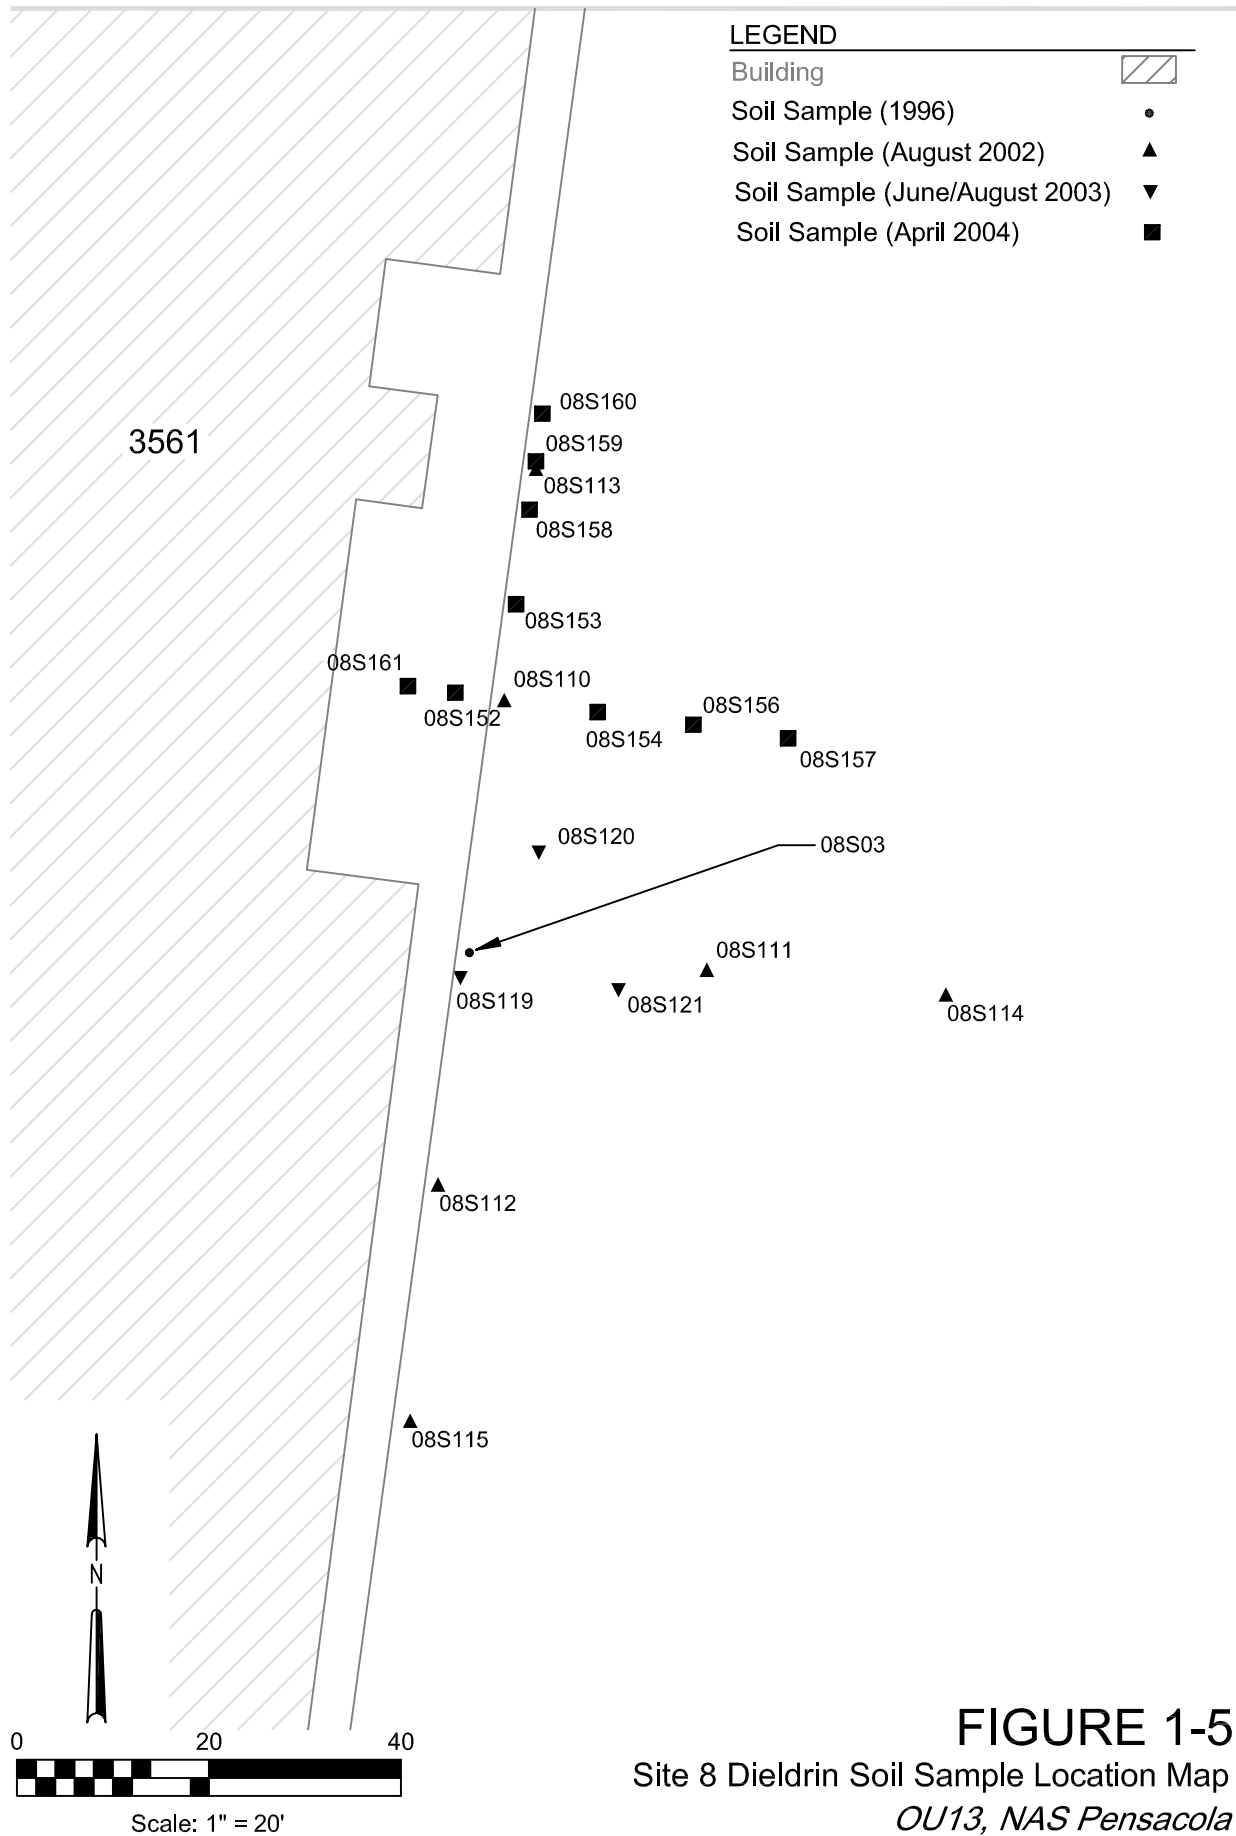 LEGEND
Building
Soil Sample (1996)
Soil Sample (August 2002)
Soil Sample (June/August 2003)
Soil Sample (April 2004)
08S160
3561
08S159
08S113
08S158
08S153
08S161
08S110
08S152
08S156
08S154
08S157
08S120
08S03
08S111
08S119
08S121
08S114
08S112
08S115
N
0 20 40
Scale: 1" = 20'
FIGURE 1-5
Site 8 Dieldrin Soil Sample Location Map
OU13, NAS Pensacola